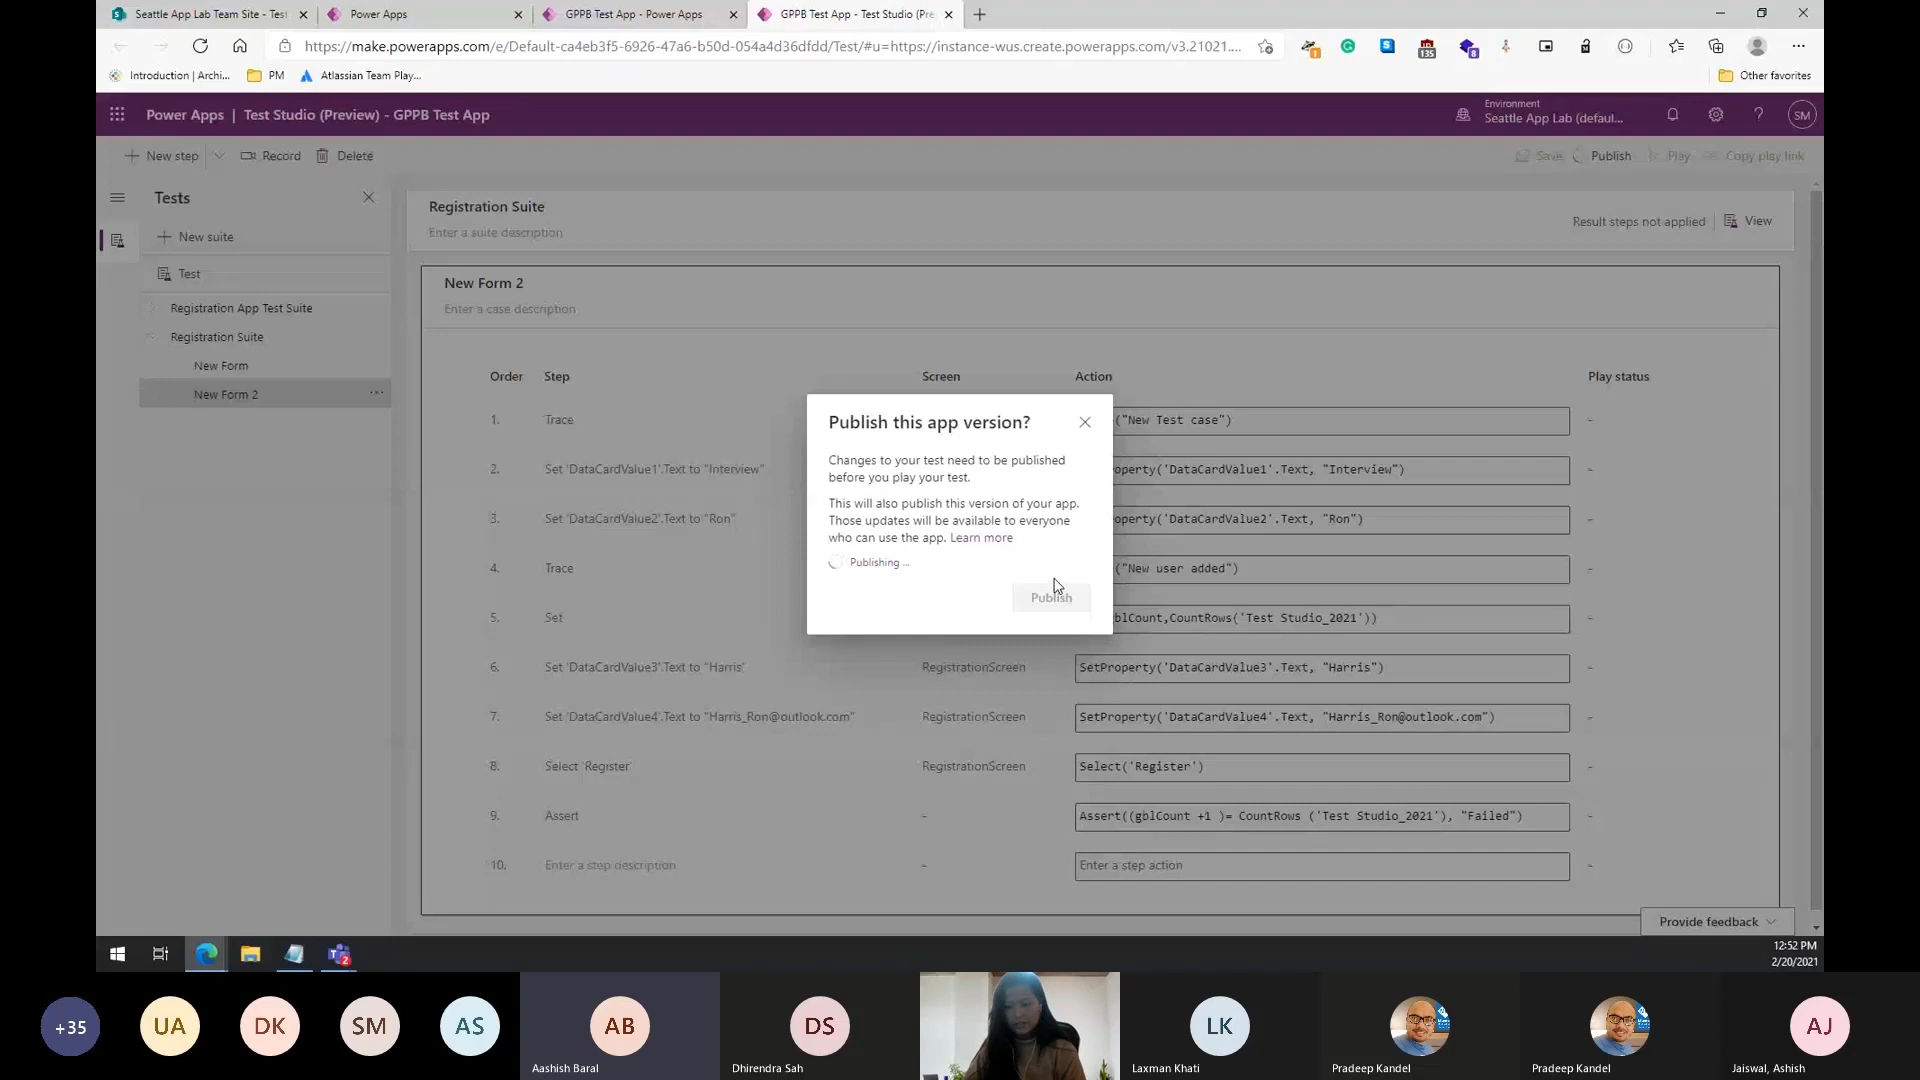 Seattle App Lab Team Site - Test
Power Apps
GPPB Test App - Power Apps
GPPB Test App - Test Studio (Pre
https://make.powerapps.com/e/Default-ca4eb3f5-6926-47a6-b50d-054a4d36dfdd/Test/#u=https://instance-wus.create.powerapps.com/v3.21021....
Introduction | Archi...
PM
Atlassian Team Play...
Other favorites
Power Apps | Test Studio (Preview) - GPPB Test App
Environment
Seattle App Lab (defaul...
?
SM
New step
Record
Delete
Save
Publish
Play
Copy play link
Tests
New suite
Test
Registration App Test Suite
Registration Suite
New Form
New Form 2
Registration Suite
Enter a suite description
Result steps not applied
View
New Form 2
Enter a case description
Order Step Screen Action Play status
1. Trace ("New Test case") -
2. Set 'DataCardValue1'.Text to "Interview" operty('DataCardValue1'.Text, "Interview") -
3. Set 'DataCardValue2'.Text to "Ron" operty('DataCardValue2'.Text, "Ron") -
4. Trace ("New user added") -
5. Set blCount,CountRows('Test Studio_2021')) -
6. Set 'DataCardValue3'.Text to "Harris" RegistrationScreen SetProperty('DataCardValue3'.Text, "Harris") -
7. Set 'DataCardValue4'.Text to "Harris_Ron@outlook.com" RegistrationScreen SetProperty('DataCardValue4'.Text, "Harris_Ron@outlook.com") -
8. Select 'Register' RegistrationScreen Select('Register') -
9. Assert - Assert((gblCount +1 )= CountRows ('Test Studio_2021'), "Failed") -
10. Enter a step description - Enter a step action -
Publish this app version?
Changes to your test need to be published
before you play your test.
This will also publish this version of your app.
Those updates will be available to everyone
who can use the app. Learn more
Publishing ...
Publish
Provide feedback
12:52 PM
2/20/2021
+35
UA
DK
SM
AS
AB
Aashish Baral
DS
Dhirendra Sah
LK
Laxman Khati
Pradeep Kandel
Pradeep Kandel
AJ
Jaiswal, Ashish